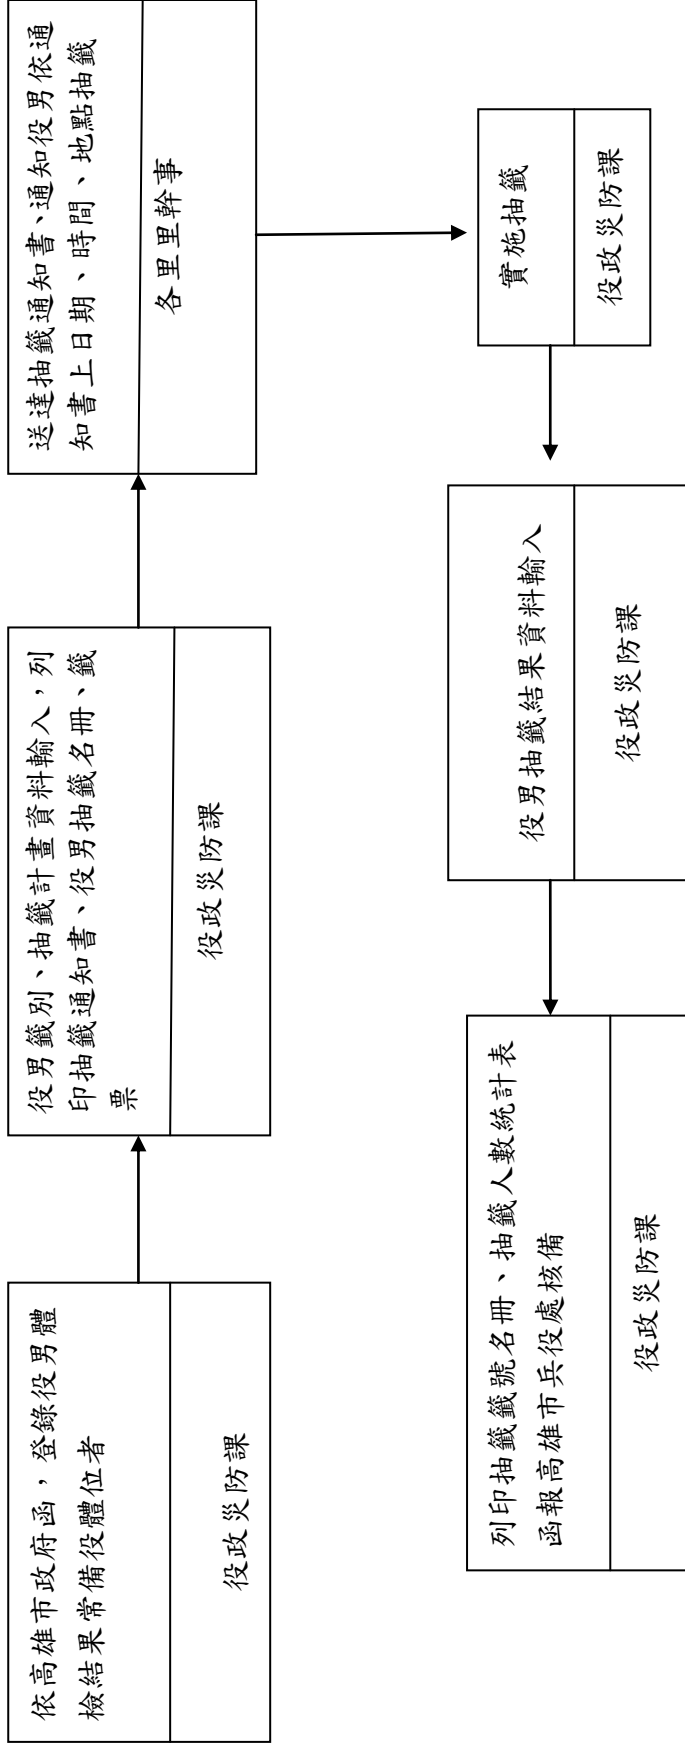 依高雄市政府函，登錄役男體
檢結果常備役體位者
役政災防課
役男籤別、抽籤計畫資料輸入，列
印抽籤通知書、役男抽籤名冊、籤
票
役政災防課
送達抽籤通知書、通知役男依通
知書上日期、時間、地點抽籤
各里里幹事
實施抽籤
役政災防課
役男抽籤結果資料輸入
役政災防課
列印抽籤籤號名冊、抽籤人數統計表
函報高雄市兵役處核備
役政災防課